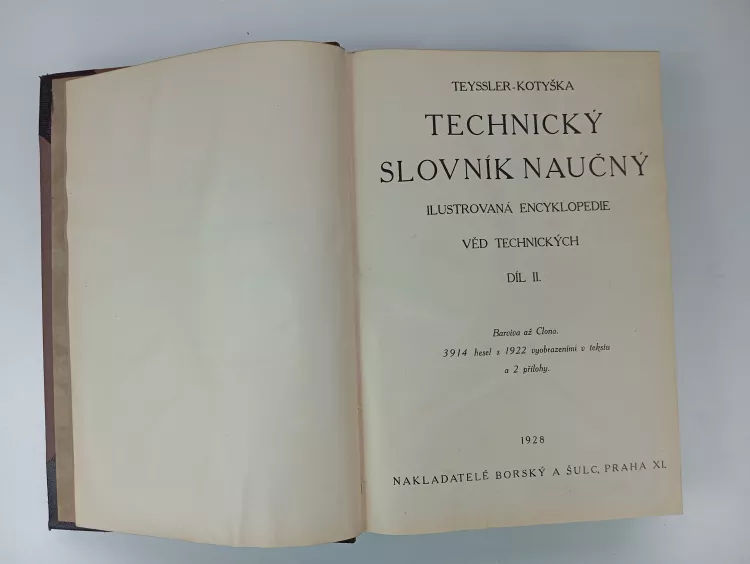 TEYSSLER-KOTYŠKA
TECHNICKÝ
SLOVNÍK NAUČNÝ
ILUSTROVANÁ ENCYKLOPEDIE
VĚD TECHNICKÝCH
DÍL II.
Barviva až Clono.
3914 hesel s 1922 vyobrazeními v textu
a 2 přílohy.
1928
NAKLADATELÉ BORSKÝ A ŠULC, PRAHA XI.